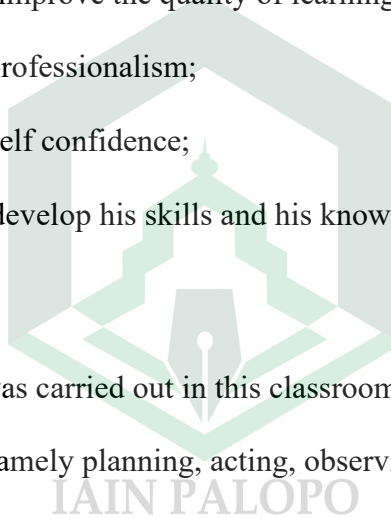 improve the quality of learning
rofessionalism;
elf confidence;
develop his skills and his know
as carried out in this classroom
amely planning, acting, observ
IAIN PALOPO